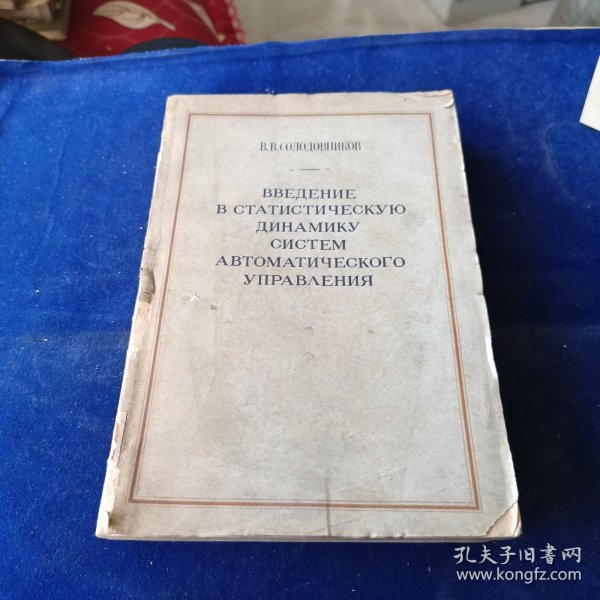 В.В.СОЛОДОВНИКОВ
ВВЕДЕНИЕ
В СТАТИСТИЧЕСКУЮ
ДИНАМИКУ
СИСТЕМ
АВТОМАТИЧЕСКОГО
УПРАВЛЕНИЯ
孔夫子旧书网
www.kongfz.com